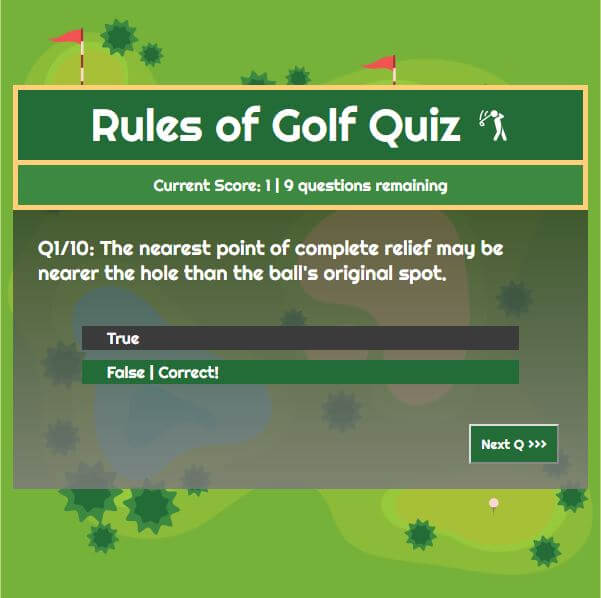 Rules of Golf Quiz
Current Score: 1 | 9 questions remaining
Q1/10: The nearest point of complete relief may be
nearer the hole than the ball's original spot.
True
False | Correct!
Next Q >>>